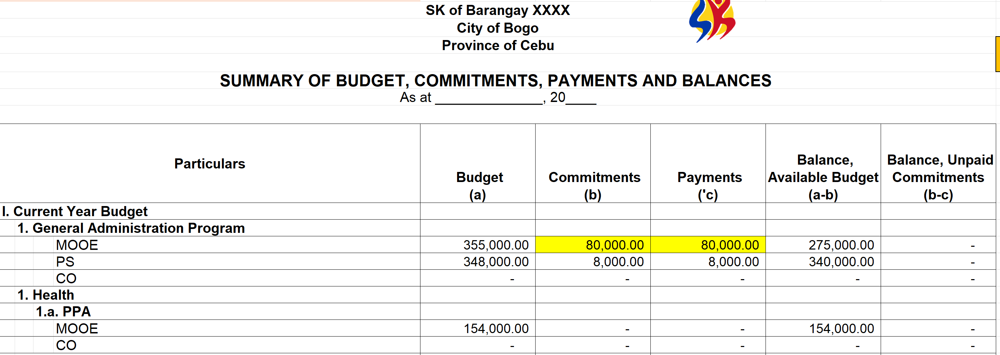 SK of Barangay XXXX
City of Bogo
Province of Cebu
SUMMARY OF BUDGET, COMMITMENTS, PAYMENTS AND BALANCES
As at ______________, 20____
Particulars
Budget
(a)
Commitments
(b)
Payments
('c)
Balance,
Available Budget
(a-b)
Balance, Unpaid
Commitments
(b-c)
I. Current Year Budget
1. General Administration Program
MOOE 355,000.00 80,000.00 80,000.00 275,000.00 -
PS 348,000.00 8,000.00 8,000.00 340,000.00 -
CO - - - - -
1. Health
1.a. PPA
MOOE 154,000.00 - - 154,000.00 -
CO - - - - -